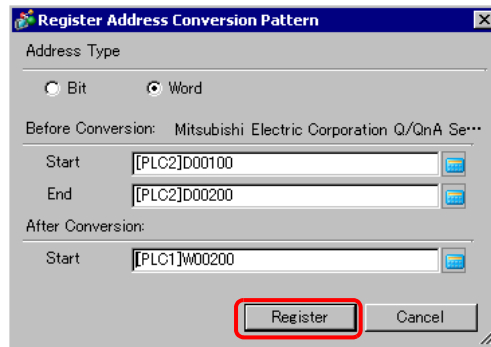 Register Address Conversion Pattern
Address Type
Bit Word
Before Conversion: Mitsubishi Electric Corporation Q/QnA Se…
Start [PLC2]D00100
End [PLC2]D00200
After Conversion:
Start [PLC1]W00200
Register Cancel